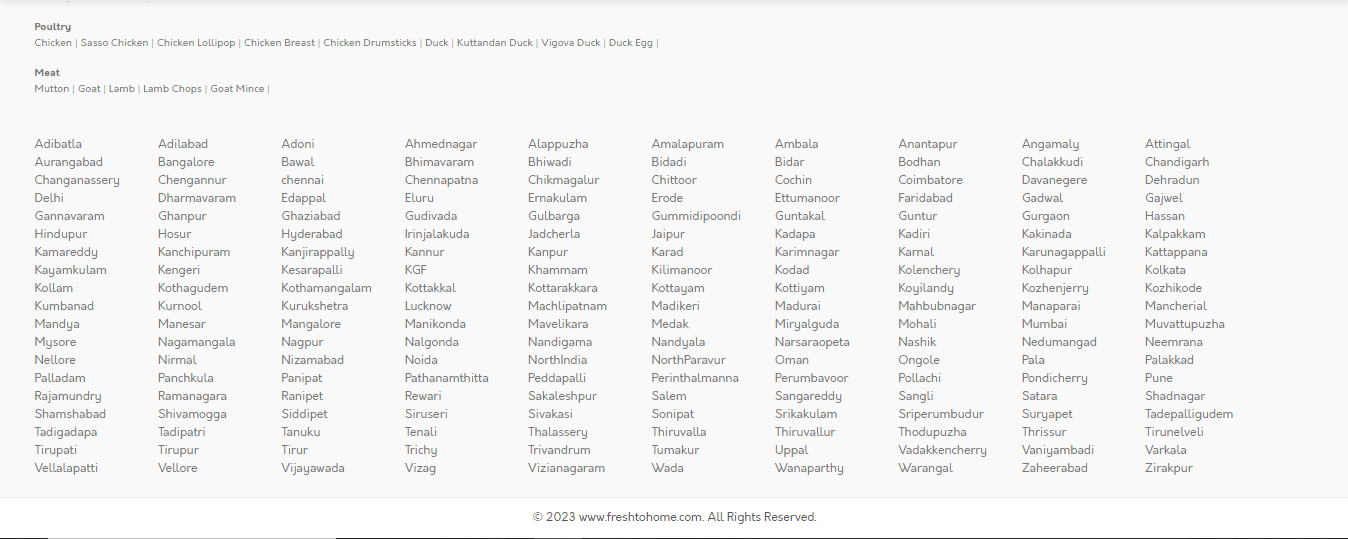 Poultry
Chicken | Sasso Chicken | Chicken Lollipop | Chicken Breast | Chicken Drumsticks | Duck | Kuttandan Duck | Vigova Duck | Duck Egg |
Meat
Mutton | Goat | Lamb | Lamb Chops | Goat Mince |
Adibatla Adilabad Adoni Ahmednagar Alappuzha Amalapuram Ambala Anantapur Angamaly Attingal
Aurangabad Bangalore Bawal Bhimavaram Bhiwadi Bidadi Bidar Bodhan Chalakkudi Chandigarh
Changanassery Chengannur chennai Chennapatna Chikmagalur Chittoor Cochin Coimbatore Davanegere Dehradun
Delhi Dharmavaram Edappal Eluru Ernakulam Erode Ettumanoor Faridabad Gadwal Gajwel
Gannavaram Ghanpur Ghaziabad Gudivada Gulbarga Gummidipoondi Guntakal Guntur Gurgaon Hassan
Hindupur Hosur Hyderabad Irinjalakuda Jadcherla Jaipur Kadapa Kadiri Kakinada Kalpakkam
Kamareddy Kanchipuram Kanjirappally Kannur Kanpur Karad Karimnagar Karnal Karunagappalli Kattappana
Kayamkulam Kengeri Kesarapalli KGF Khammam Kilimanoor Kodad Kolenchery Kolhapur Kolkata
Kollam Kothagudem Kothamangalam Kottakkal Kottarakkara Kottayam Kottiyam Koyilandy Kozhenjerry Kozhikode
Kumbanad Kurnool Kurukshetra Lucknow Machlipatnam Madikeri Madurai Mahbubnagar Manaparai Mancherial
Mandya Manesar Mangalore Manikonda Mavelikara Medak Miryalguda Mohali Mumbai Muvattupuzha
Mysore Nagamangala Nagpur Nalgonda Nandigama Nandyala Narsaraopeta Nashik Nedumangad Neemrana
Nellore Nirmal Nizamabad Noida NorthIndia NorthParavur Oman Ongole Pala Palakkad
Palladam Panchkula Panipat Pathanamthitta Peddapalli Perinthalmanna Perumbavoor Pollachi Pondicherry Pune
Rajamundry Ramanagara Ranipet Rewari Sakaleshpur Salem Sangareddy Sangli Satara Shadnagar
Shamshabad Shivamogga Siddipet Siruseri Sivakasi Sonipat Srikakulam Sriperumbudur Suryapet Tadepalligudem
Tadigadapa Tadipatri Tanuku Tenali Thalassery Thiruvalla Thiruvallur Thodupuzha Thrissur Tirunelveli
Tirupati Tirupur Tirur Trichy Trivandrum Tumakur Uppal Vadakkencherry Vaniyambadi Varkala
Vellalapatti Vellore Vijayawada Vizag Vizianagaram Wada Wanaparthy Warangal Zaheerabad Zirakpur
© 2023 www.freshtohome.com. All Rights Reserved.